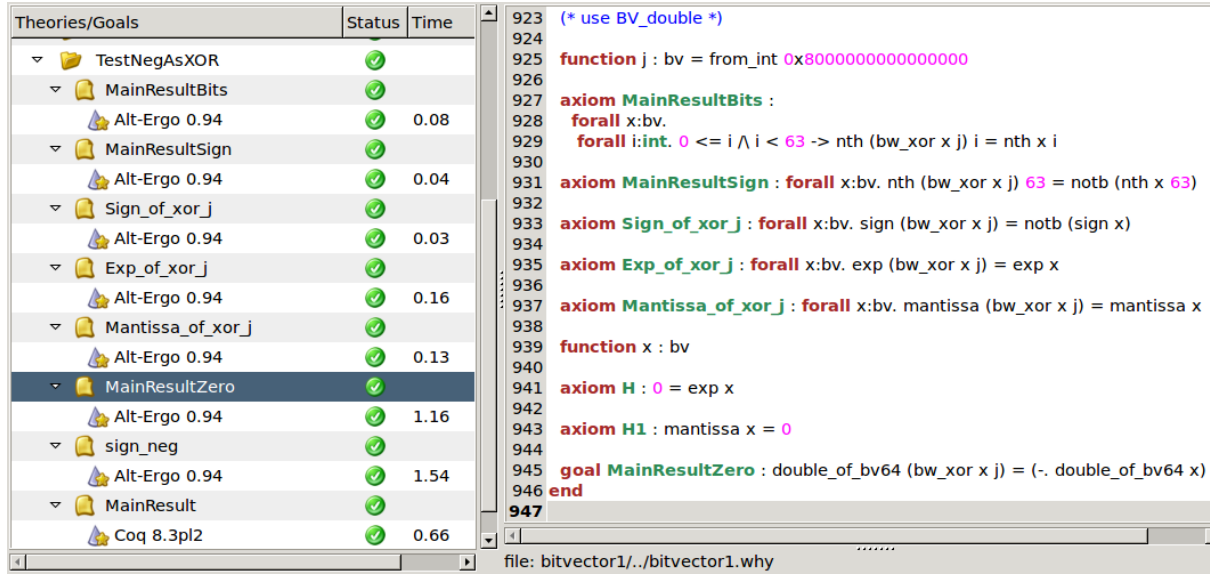 Theories/Goals Status Time
TestNegAsXOR
MainResultBits
Alt-Ergo 0.94 0.08
MainResultSign
Alt-Ergo 0.94 0.04
Sign_of_xor_j
Alt-Ergo 0.94 0.03
Exp_of_xor_j
Alt-Ergo 0.94 0.16
Mantissa_of_xor_j
Alt-Ergo 0.94 0.13
MainResultZero
Alt-Ergo 0.94 1.16
sign_neg
Alt-Ergo 0.94 1.54
MainResult
Coq 8.3pl2 0.66
923 (* use BV_double *)
924
925 function j : bv = from_int 0x8000000000000000
926
927 axiom MainResultBits :
928 forall x:bv.
929 forall i:int. 0 <= i /\ i < 63 -> nth (bw_xor x j) i = nth x i
930
931 axiom MainResultSign : forall x:bv. nth (bw_xor x j) 63 = notb (nth x 63)
932
933 axiom Sign_of_xor_j : forall x:bv. sign (bw_xor x j) = notb (sign x)
934
935 axiom Exp_of_xor_j : forall x:bv. exp (bw_xor x j) = exp x
936
937 axiom Mantissa_of_xor_j : forall x:bv. mantissa (bw_xor x j) = mantissa x
938
939 function x : bv
940
941 axiom H : 0 = exp x
942
943 axiom H1 : mantissa x = 0
944
945 goal MainResultZero : double_of_bv64 (bw_xor x j) = (-. double_of_bv64 x)
946 end
947
file: bitvector1/../bitvector1.why